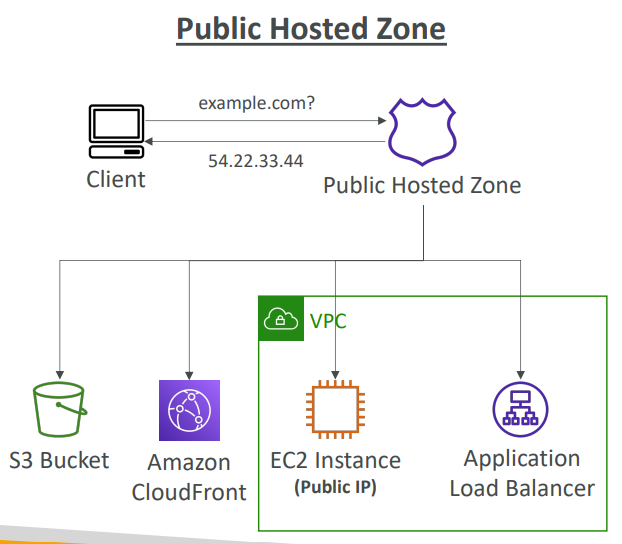 Public Hosted Zone
example.com?
54.22.33.44
Client
Public Hosted Zone
VPC
S3 Bucket
Amazon
CloudFront
EC2 Instance
(Public IP)
Application
Load Balancer